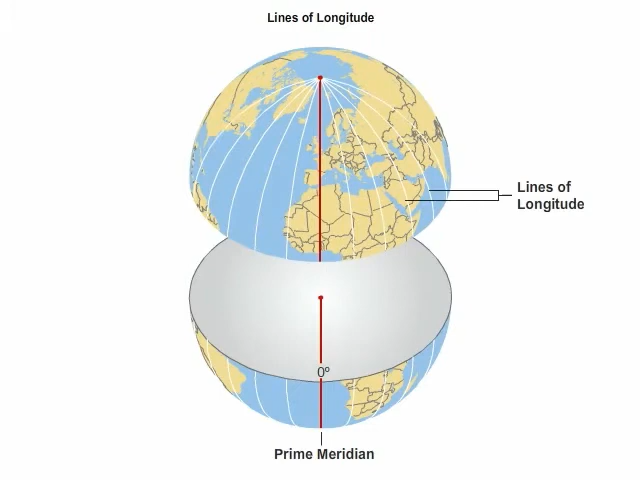 Lines of Longitude
Lines of
Longitude
0º
Prime Meridian